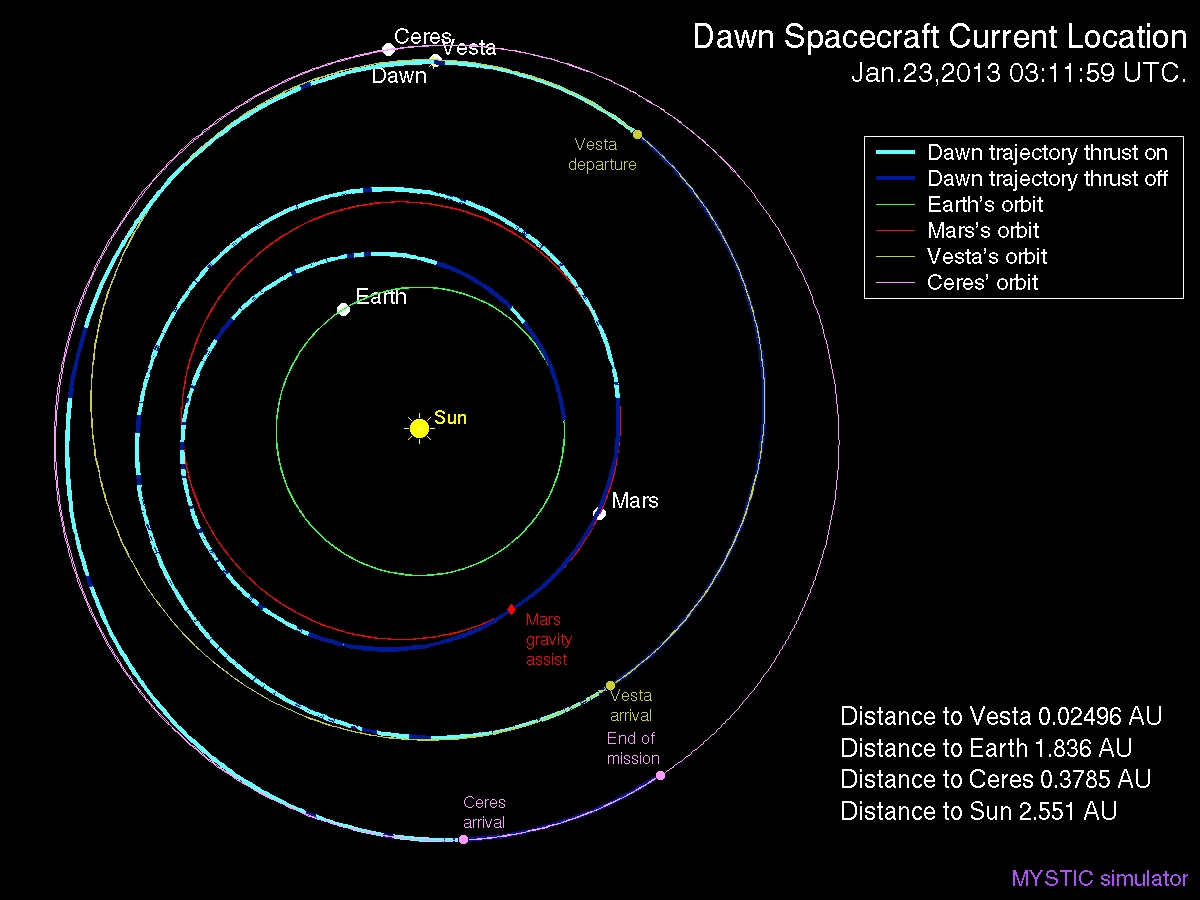 Dawn Spacecraft Current Location
Jan.23,2013 03:11:59 UTC.
Ceres
Vesta
Dawn
Vesta
departure
Dawn trajectory thrust on
Dawn trajectory thrust off
Earth's orbit
Mars's orbit
Vesta's orbit
Ceres' orbit
Earth
Sun
Mars
Mars
gravity
assist
Vesta
arrival
End of
mission
Ceres
arrival
Distance to Vesta 0.02496 AU
Distance to Earth 1.836 AU
Distance to Ceres 0.3785 AU
Distance to Sun 2.551 AU
MYSTIC simulator